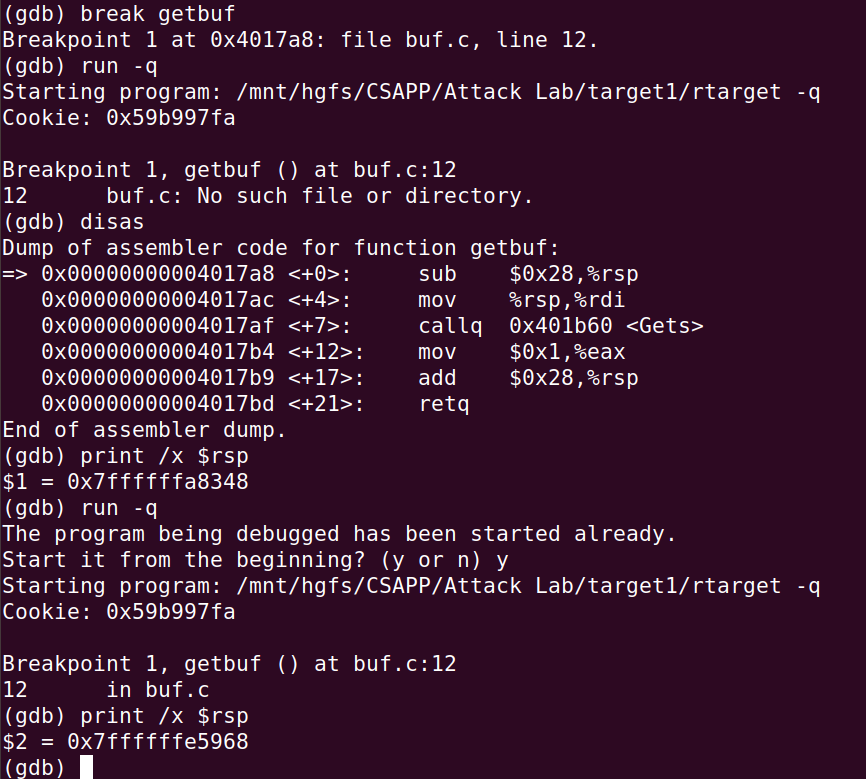 (gdb) break getbuf
Breakpoint 1 at 0x4017a8: file buf.c, line 12.
(gdb) run -q
Starting program: /mnt/hgfs/CSAPP/Attack Lab/target1/rtarget -q
Cookie: 0x59b997fa

Breakpoint 1, getbuf () at buf.c:12
12      buf.c: No such file or directory.
(gdb) disas
Dump of assembler code for function getbuf:
=> 0x00000000004017a8 <+0>:     sub    $0x28,%rsp
   0x00000000004017ac <+4>:     mov    %rsp,%rdi
   0x00000000004017af <+7>:     callq  0x401b60 <Gets>
   0x00000000004017b4 <+12>:    mov    $0x1,%eax
   0x00000000004017b9 <+17>:    add    $0x28,%rsp
   0x00000000004017bd <+21>:    retq
End of assembler dump.
(gdb) print /x $rsp
$1 = 0x7ffffffa8348
(gdb) run -q
The program being debugged has been started already.
Start it from the beginning? (y or n) y
Starting program: /mnt/hgfs/CSAPP/Attack Lab/target1/rtarget -q
Cookie: 0x59b997fa

Breakpoint 1, getbuf () at buf.c:12
12      in buf.c
(gdb) print /x $rsp
$2 = 0x7ffffffe5968
(gdb)